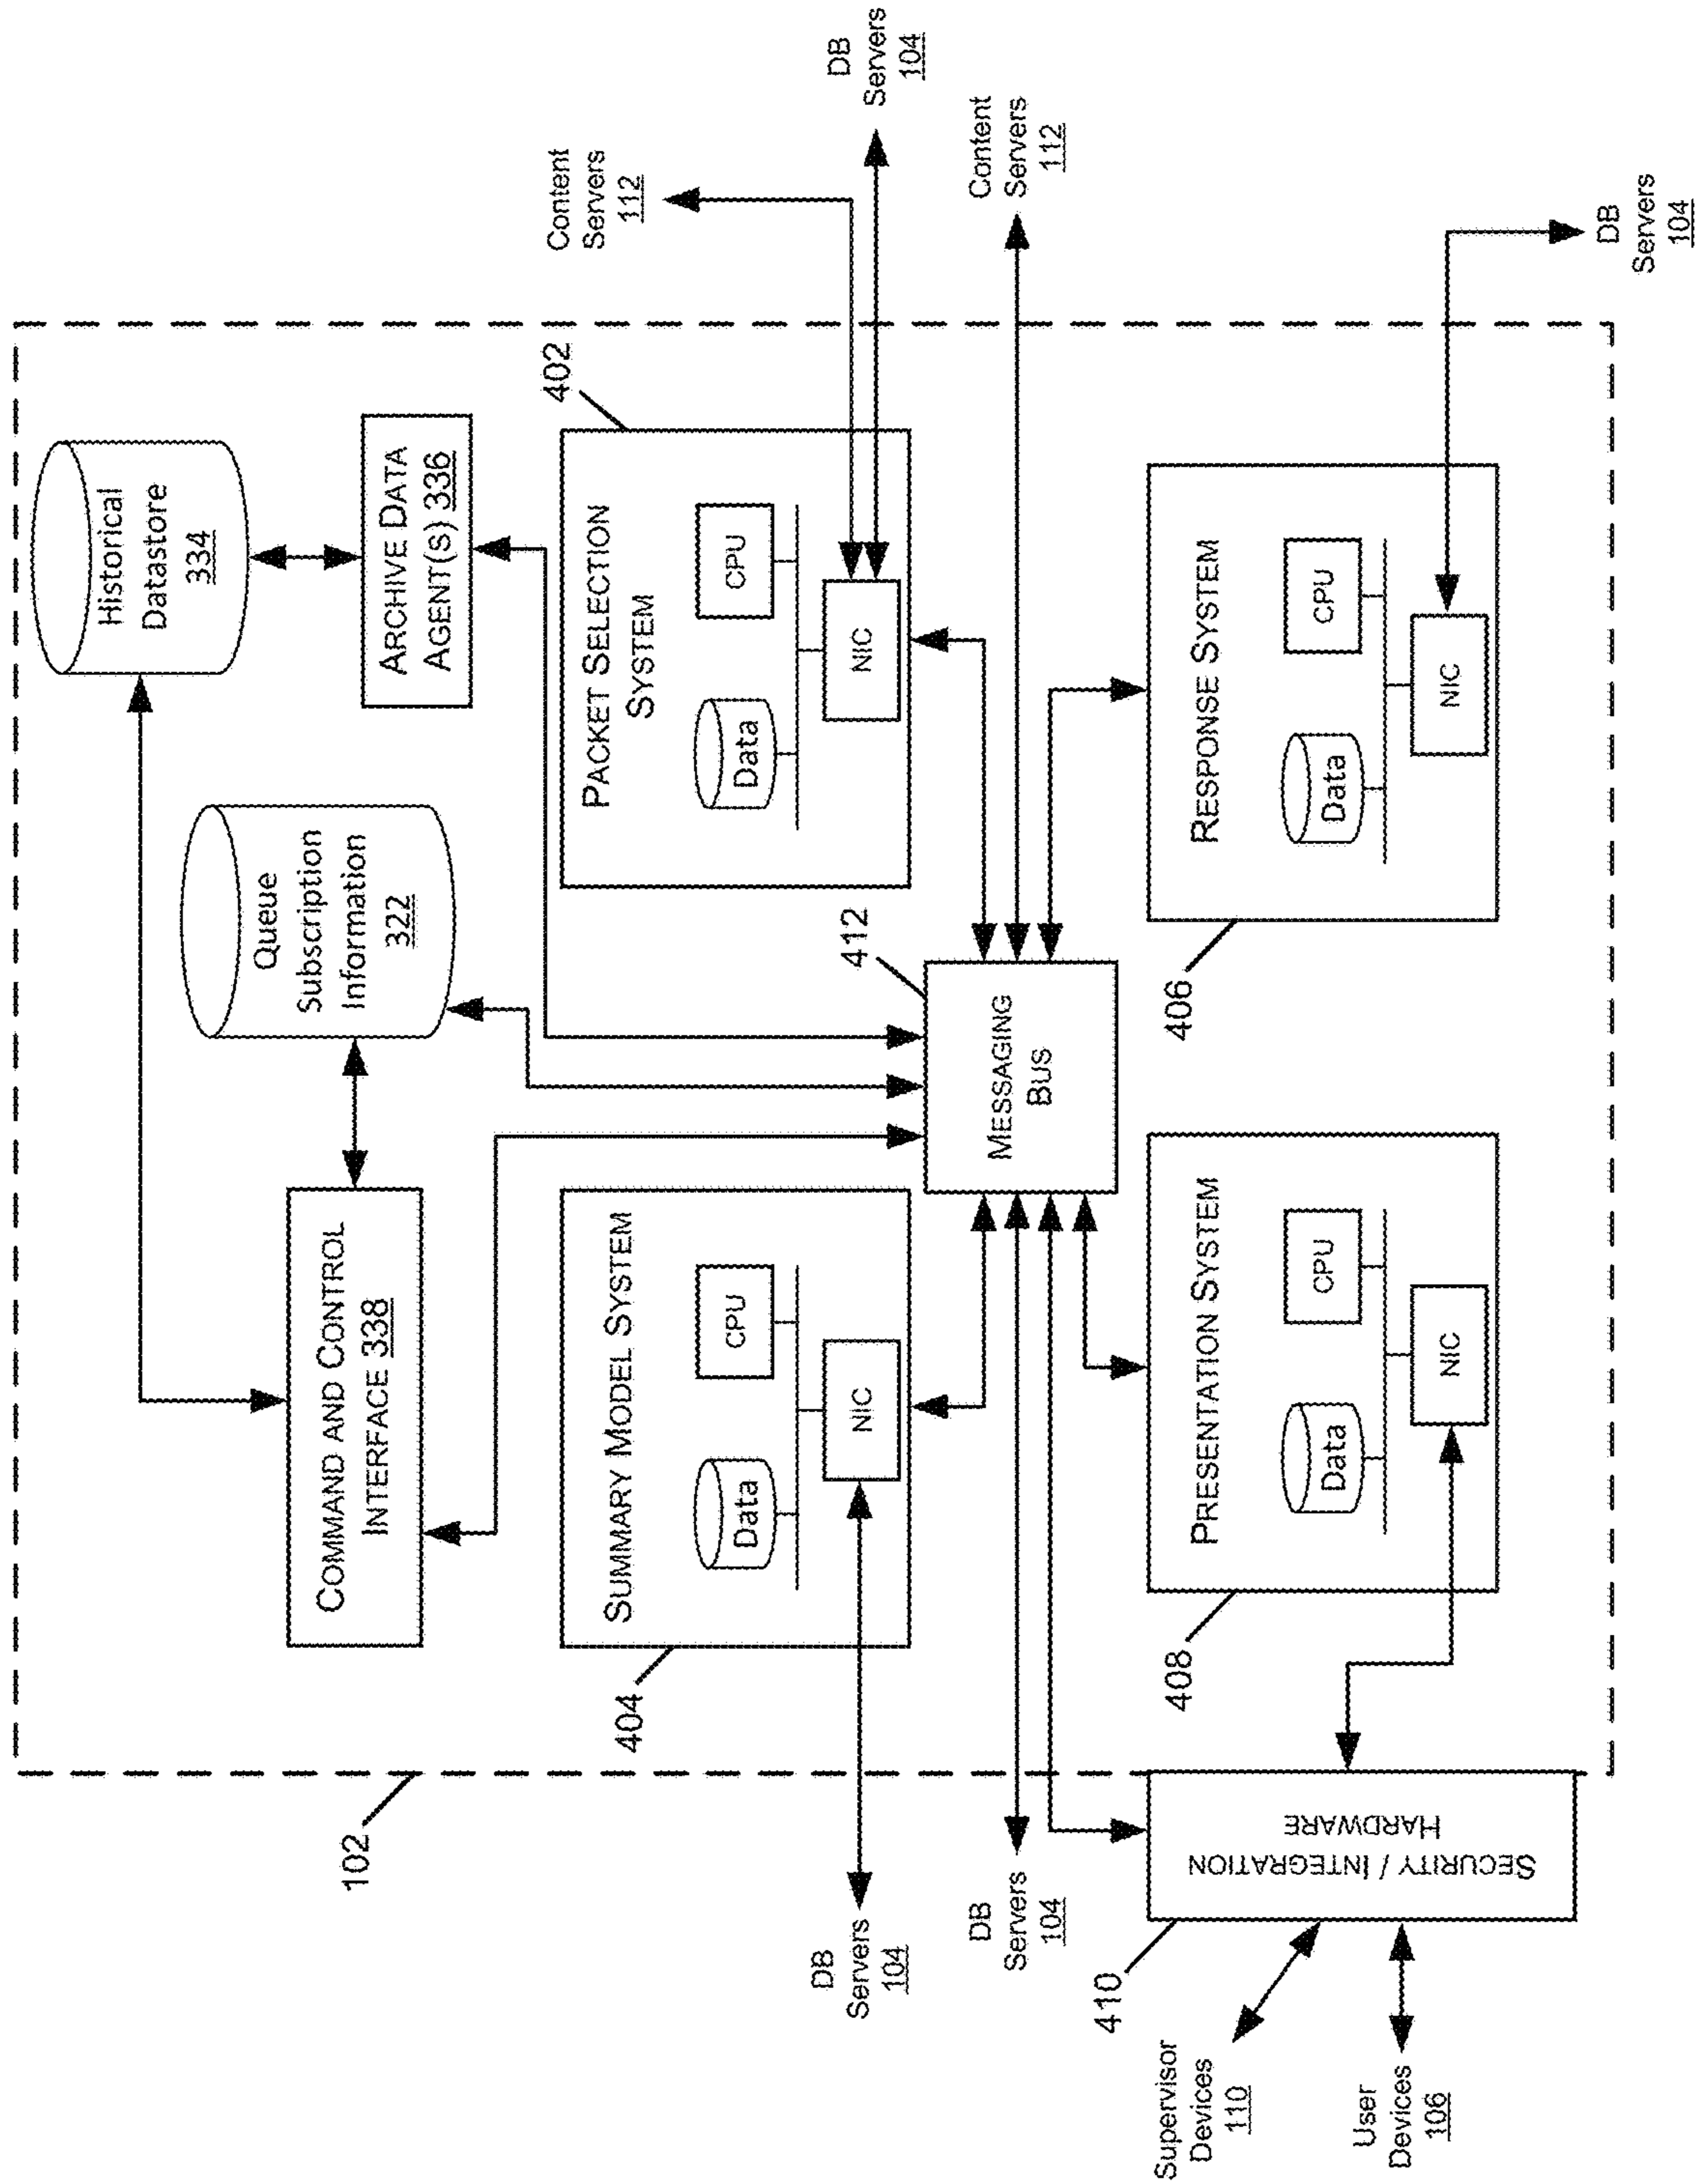 102
COMMAND AND CONTROL
INTERFACE 338
Queue
Subscription
Information
322
Historical
Datastore
334
ARCHIVE DATA
AGENT(S) 336
404
SUMMARY MODEL SYSTEM
Data
CPU
NIC
402
PACKET SELECTION
SYSTEM
Data
CPU
NIC
Content
Servers
112
DB
Servers
104
DB
Servers
104
412
MESSAGING
BUS
DB
Servers
104
Content
Servers
112
410
SECURITY / INTEGRATION
HARDWARE
Supervisor
Devices
110
User
Devices
106
408
PRESENTATION SYSTEM
Data
CPU
NIC
406
RESPONSE SYSTEM
Data
CPU
NIC
DB
Servers
104